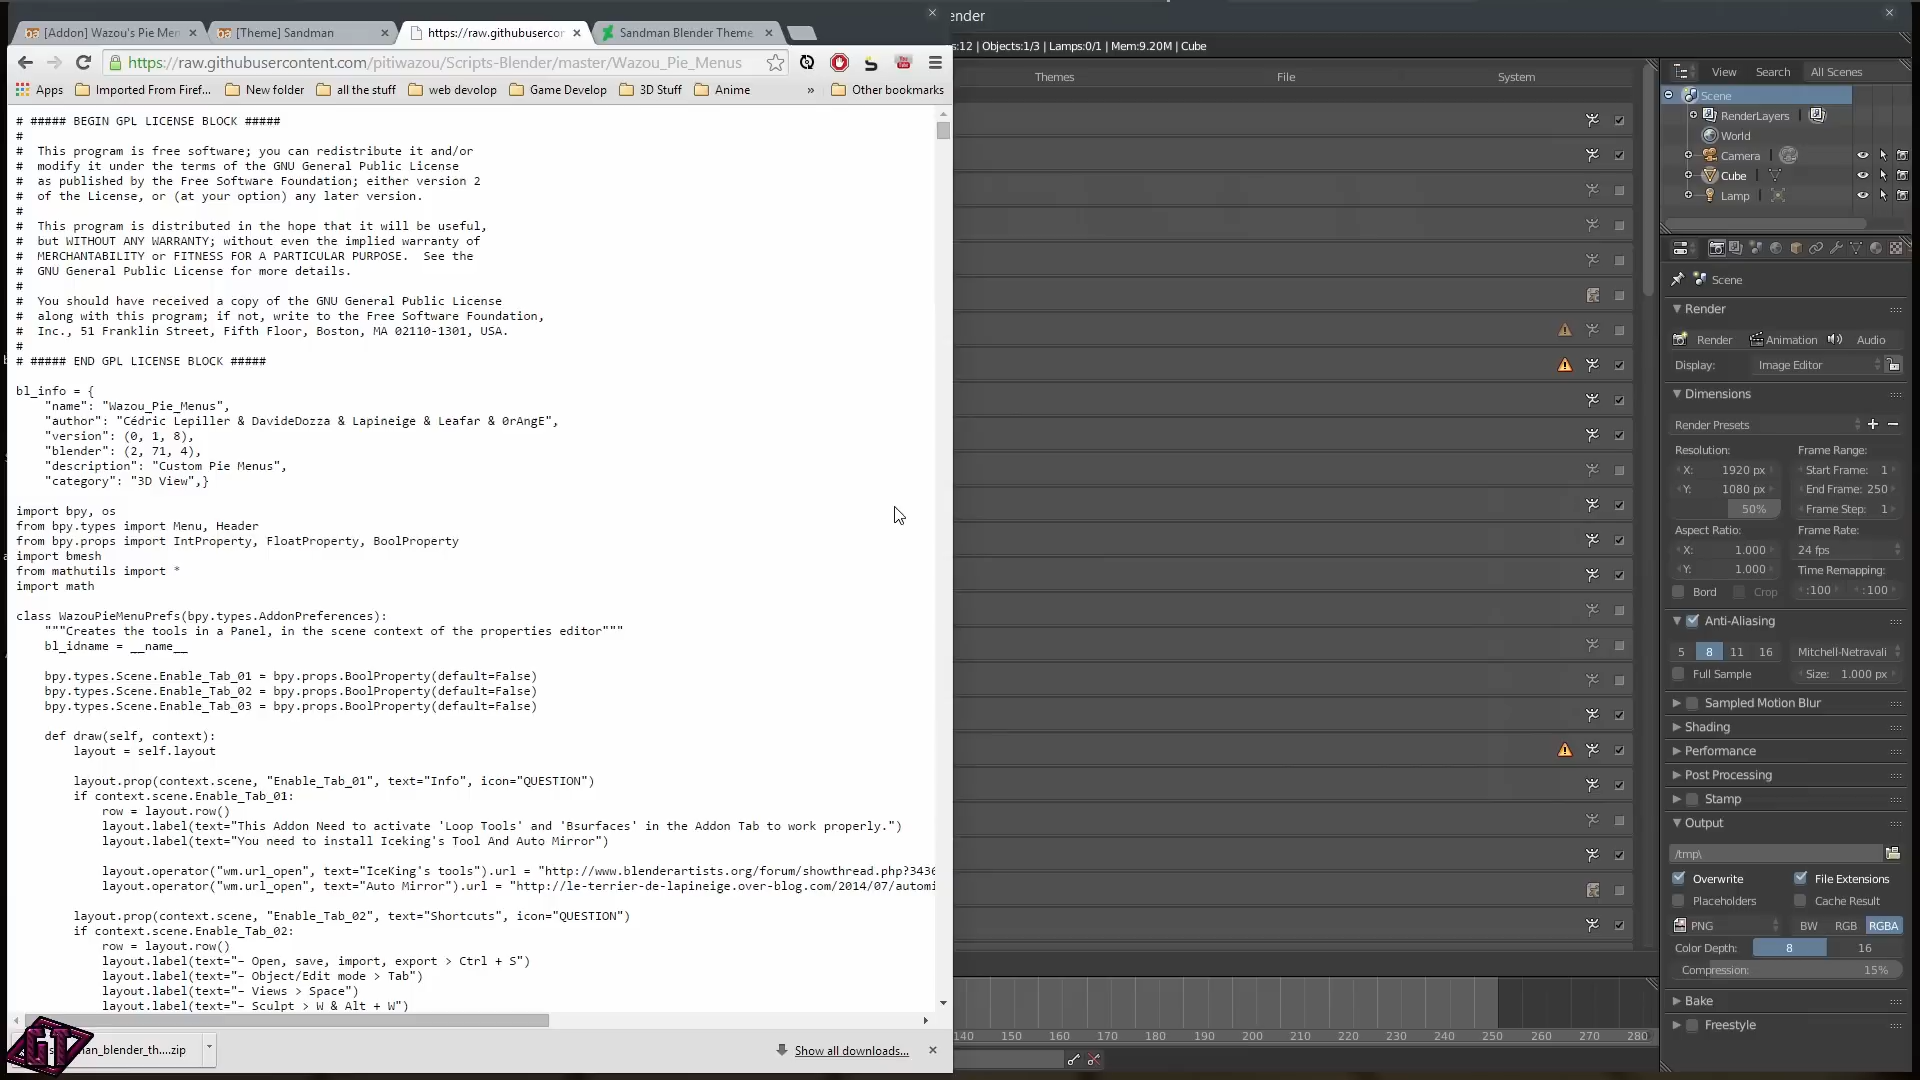 [Addon] Wazou's Pie Men
[Theme] Sandman
https://raw.githubusercon
Sandman Blender Theme
https://raw.githubusercontent.com/pitiwazou/Scripts-Blender/master/Wazou_Pie_Menus
Apps
Imported From Firef...
New folder
all the stuff
web devolop
Game Develop
3D Stuff
Anime
»
Other bookmarks
# ##### BEGIN GPL LICENSE BLOCK #####
#
#  This program is free software; you can redistribute it and/or
#  modify it under the terms of the GNU General Public License
#  as published by the Free Software Foundation; either version 2
#  of the License, or (at your option) any later version.
#
#  This program is distributed in the hope that it will be useful,
#  but WITHOUT ANY WARRANTY; without even the implied warranty of
#  MERCHANTABILITY or FITNESS FOR A PARTICULAR PURPOSE.  See the
#  GNU General Public License for more details.
#
#  You should have received a copy of the GNU General Public License
#  along with this program; if not, write to the Free Software Foundation,
#  Inc., 51 Franklin Street, Fifth Floor, Boston, MA 02110-1301, USA.
#
# ##### END GPL LICENSE BLOCK #####
bl_info = {
"name": "Wazou_Pie_Menus",
"author": "Cédric Lepiller & DavideDozza & Lapineige & Leafar & 0rAngE",
"version": (0, 1, 8),
"blender": (2, 71, 4),
"description": "Custom Pie Menus",
"category": "3D View",}
import bpy, os
from bpy.types import Menu, Header
from bpy.props import IntProperty, FloatProperty, BoolProperty
import bmesh
from mathutils import *
import math
class WazouPieMenuPrefs(bpy.types.AddonPreferences):
"""Creates the tools in a Panel, in the scene context of the properties editor"""
bl_idname = __name__
bpy.types.Scene.Enable_Tab_01 = bpy.props.BoolProperty(default=False)
bpy.types.Scene.Enable_Tab_02 = bpy.props.BoolProperty(default=False)
bpy.types.Scene.Enable_Tab_03 = bpy.props.BoolProperty(default=False)
def draw(self, context):
layout = self.layout
layout.prop(context.scene, "Enable_Tab_01", text="Info", icon="QUESTION")
if context.scene.Enable_Tab_01:
row = layout.row()
layout.label(text="This Addon Need to activate 'Loop Tools' and 'Bsurfaces' in the Addon Tab to work properly.")
layout.label(text="You need to install Iceking's Tool And Auto Mirror")
layout.operator("wm.url_open", text="IceKing's tools").url = "http://www.blenderartists.org/forum/showthread.php?3436
layout.operator("wm.url_open", text="Auto Mirror").url = "http://le-terrier-de-lapineige.over-blog.com/2014/07/automi
layout.prop(context.scene, "Enable_Tab_02", text="Shortcuts", icon="QUESTION")
if context.scene.Enable_Tab_02:
row = layout.row()
layout.label(text="- Open, save, import, export > Ctrl + S")
layout.label(text="- Object/Edit mode > Tab")
layout.label(text="- Views > Space")
layout.label(text="- Sculpt > W & Alt + W")
GT
an_blender_th....zip
Show all downloads...
ender
:12 | Objects:1/3 | Lamps:0/1 | Mem:9.20M | Cube
Themes
File
System
View
Search
All Scenes
Scene
RenderLayers
World
Camera
Cube
Lamp
Scene
Render
Render
Animation
Audio
Display:
Image Editor
Dimensions
Render Presets
Resolution:
Frame Range:
X: 1920 px
Start Frame: 1
Y: 1080 px
End Frame: 250
50%
Frame Step: 1
Aspect Ratio:
Frame Rate:
X: 1.000
24 fps
Y: 1.000
Time Remapping:
Bord
Crop
:100
:100
Anti-Aliasing
5
8
11
16
Mitchell-Netravali
Full Sample
Size: 1.000 px
Sampled Motion Blur
Shading
Performance
Post Processing
Stamp
Output
/tmp\
Overwrite
File Extensions
Placeholders
Cache Result
PNG
BW
RGB
RGBA
Color Depth:
8
16
Compression: 15%
Bake
Freestyle
140
150
160
170
180
190
200
210
220
230
240
250
260
270
280